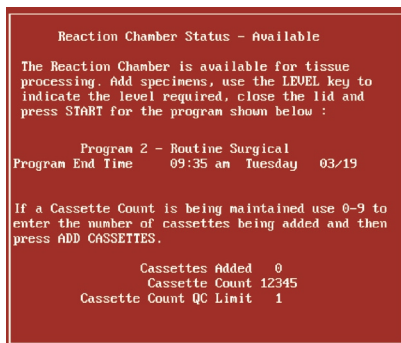 Reaction Chamber Status - Available
The Reaction Chamber is available for tissue
processing. Add specimens, use the LEVEL key to
indicate the level required, close the lid and
press START for the program shown below :
Program 2 - Routine Surgical
Program End Time 09:35 am Tuesday 03/19
If a Cassette Count is being maintained use 0-9 to
enter the number of cassettes being added and then
press ADD CASSETTES.
Cassettes Added 0
Cassette Count 12345
Cassette Count QC Limit 1